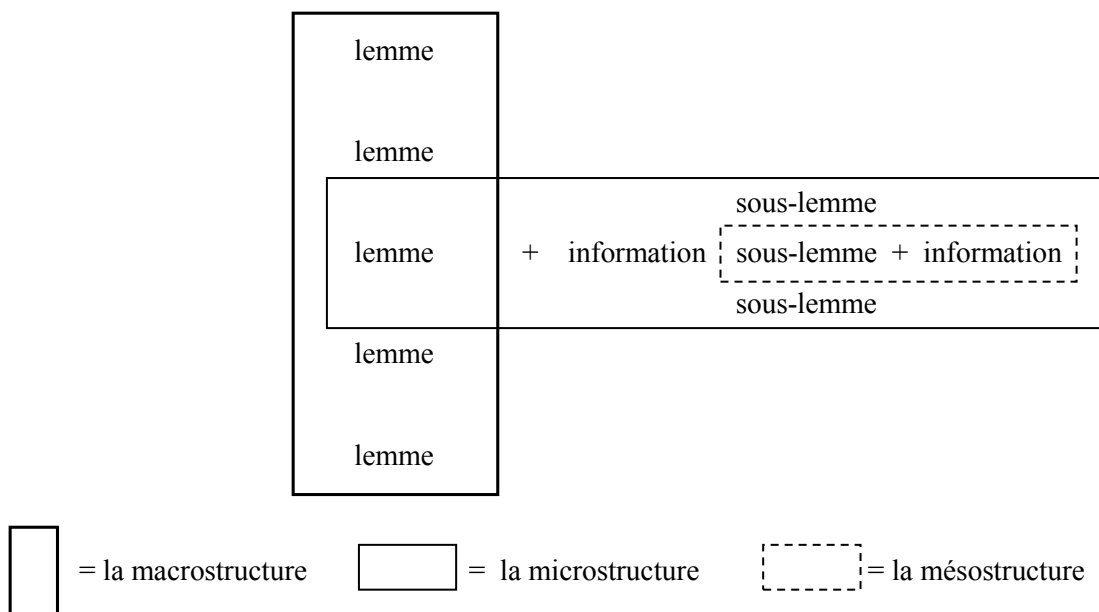 lemme
lemme
sous-lemme
lemme + information sous-lemme + information
sous-lemme
lemme
lemme
= la macrostructure = la microstructure = la mésostructure